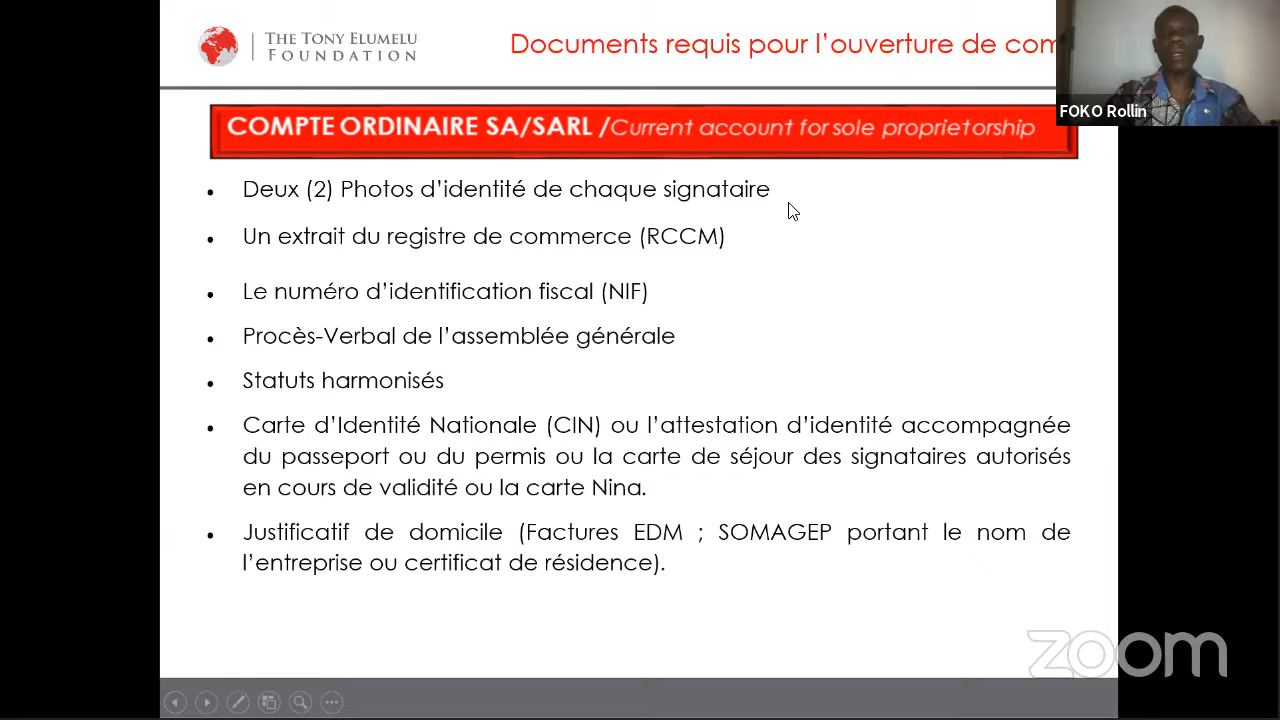 THE TONY ELUMELU
FOUNDATION
Documents requis pour l'ouverture de com
FOKO Rollin
COMPTE ORDINAIRE SA/SARL /Current account for sole proprietorship
• Deux (2) Photos d'identité de chaque signataire
• Un extrait du registre de commerce (RCCM)
• Le numéro d'identification fiscal (NIF)
• Procès-Verbal de l'assemblée générale
• Statuts harmonisés
• Carte d'Identité Nationale (CIN) ou l'attestation d'identité accompagnée
du passeport ou du permis ou la carte de séjour des signataires autorisés
en cours de validité ou la carte Nina.
• Justificatif de domicile (Factures EDM ; SOMAGEP portant le nom de
l'entreprise ou certificat de résidence).
zoom